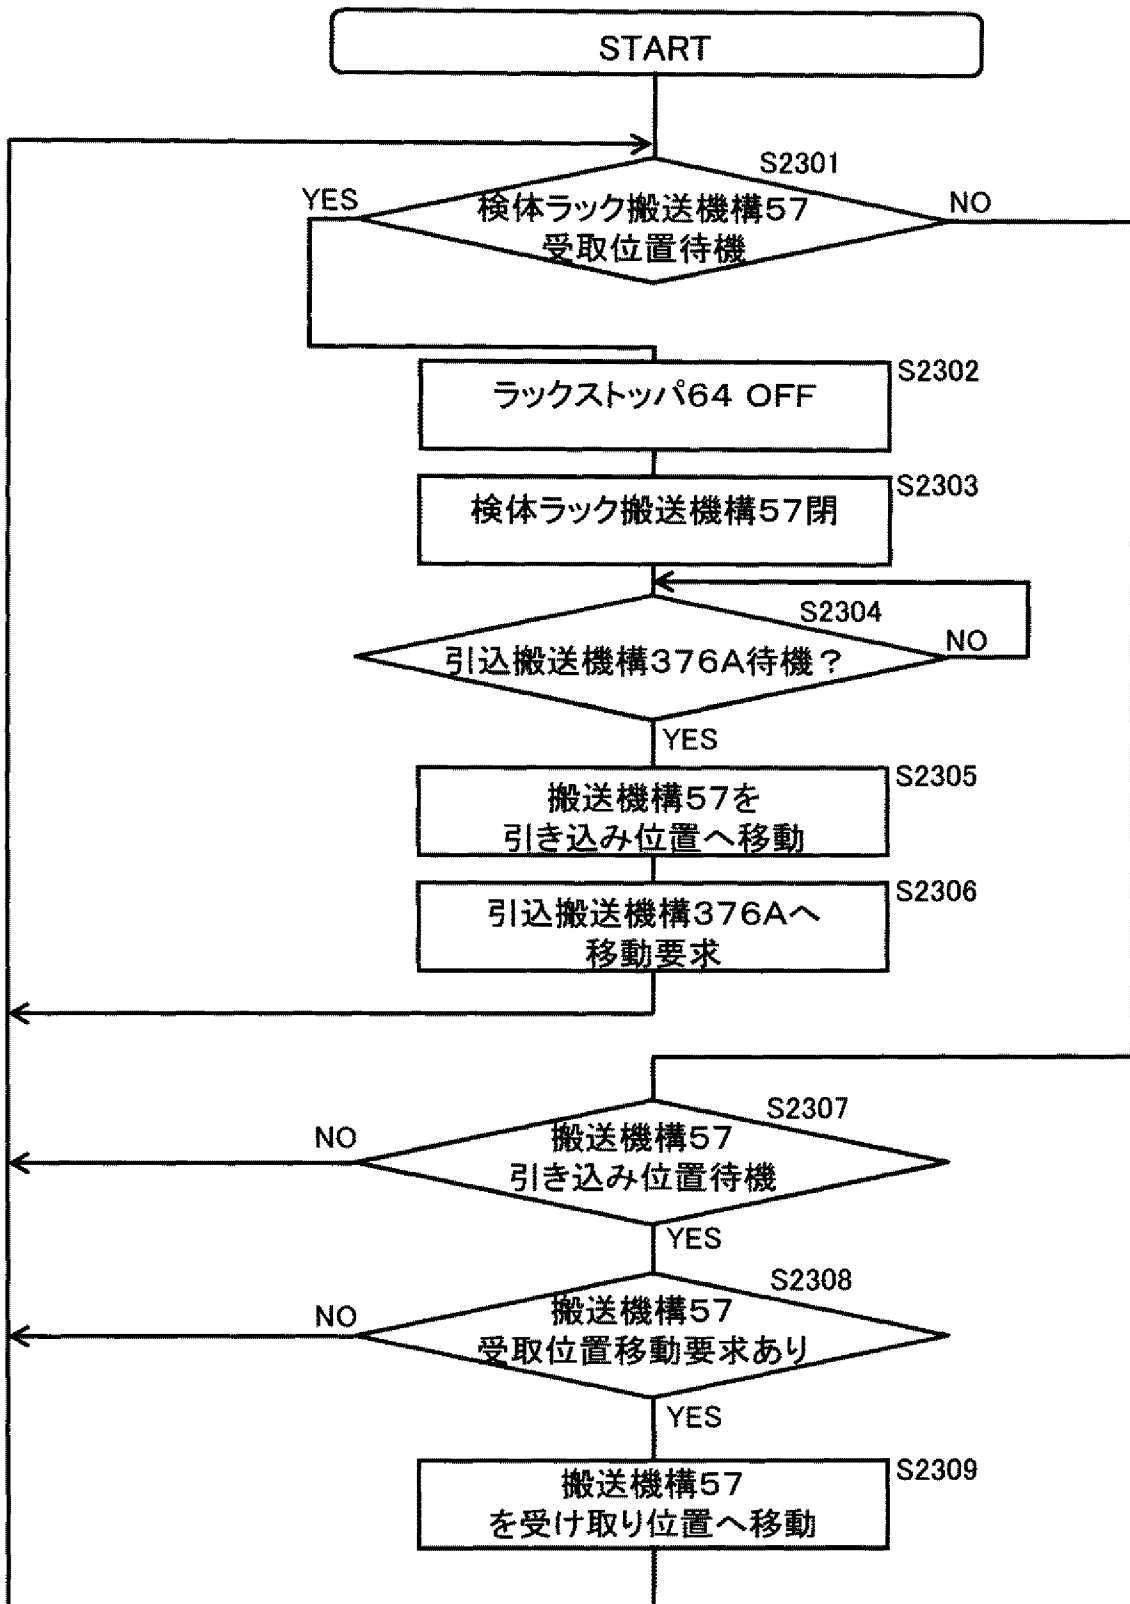 START
S2301
YES
検体ラック搬送機構57
受取位置待機
NO
S2302
ラックストッパ64 OFF
S2303
検体ラック搬送機構57閉
S2304
引込搬送機構376A待機？
NO
YES
S2305
搬送機構57を
引き込み位置へ移動
S2306
引込搬送機構376Aへ
移動要求
S2307
NO
搬送機構57
引き込み位置待機
YES
S2308
NO
搬送機構57
受取位置移動要求あり
YES
S2309
搬送機構57
を受け取り位置へ移動